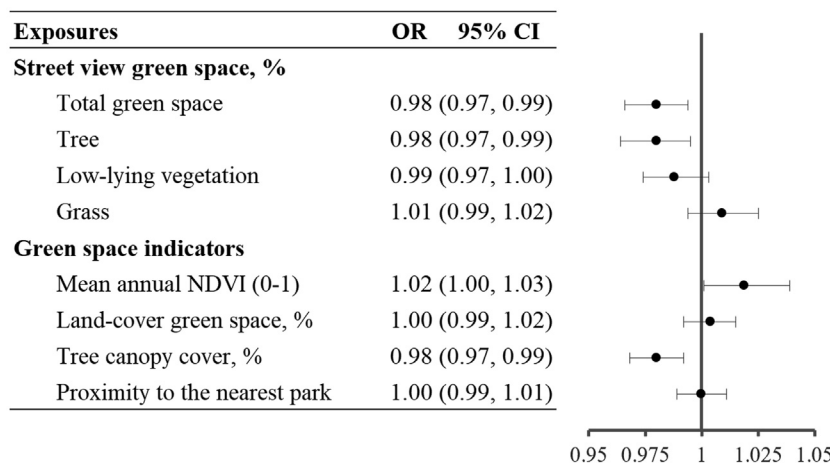 Exposures OR 95% CI
Street view green space, %
Total green space 0.98 (0.97, 0.99)
Tree 0.98 (0.97, 0.99)
Low-lying vegetation 0.99 (0.97, 1.00)
Grass 1.01 (0.99, 1.02)
Green space indicators
Mean annual NDVI (0-1) 1.02 (1.00, 1.03)
Land-cover green space, % 1.00 (0.99, 1.02)
Tree canopy cover, % 0.98 (0.97, 0.99)
Proximity to the nearest park 1.00 (0.99, 1.01)
0.95 0.975 1 1.025 1.05